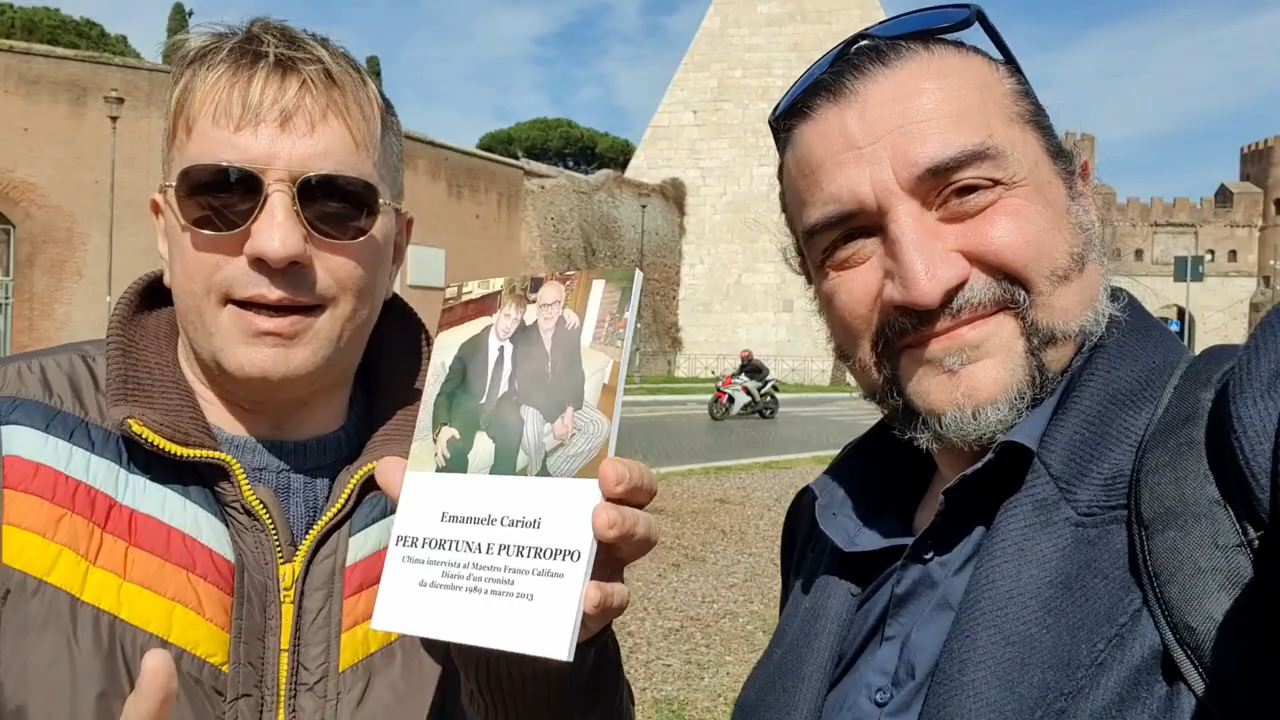 Emanuele Carioti
PER FORTUNA E PURTROPPO
Ultima intervista al Maestro Franco Califano
Diario d'un cronista
da dicembre 1989 a marzo 2013